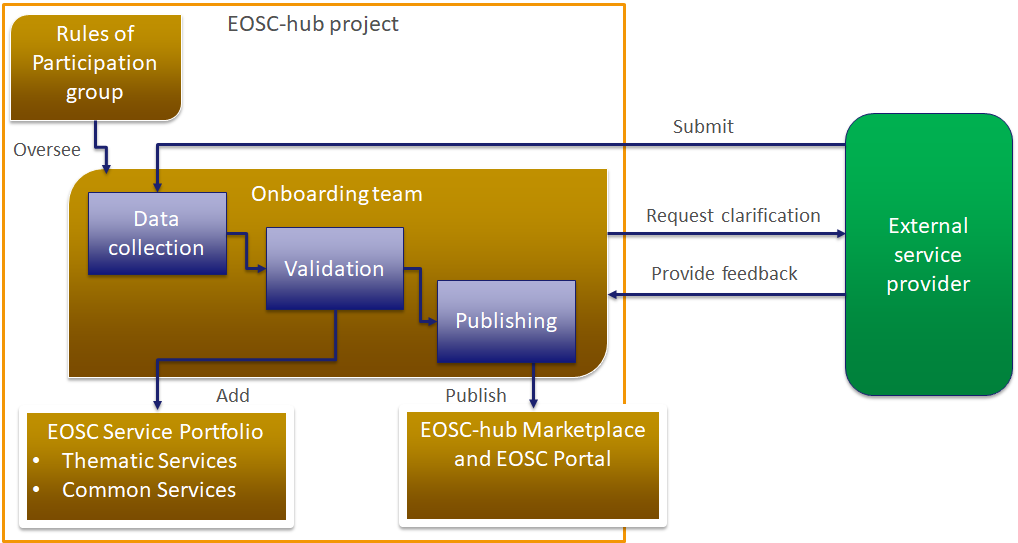 EOSC-hub project
Rules of
Participation
group
Oversee
Submit
Onboarding team
Data
collection
Validation
Publishing
Request clarification
Provide feedback
External
service
provider
Add
Publish
EOSC Service Portfolio
• Thematic Services
• Common Services
EOSC-hub Marketplace
and EOSC Portal